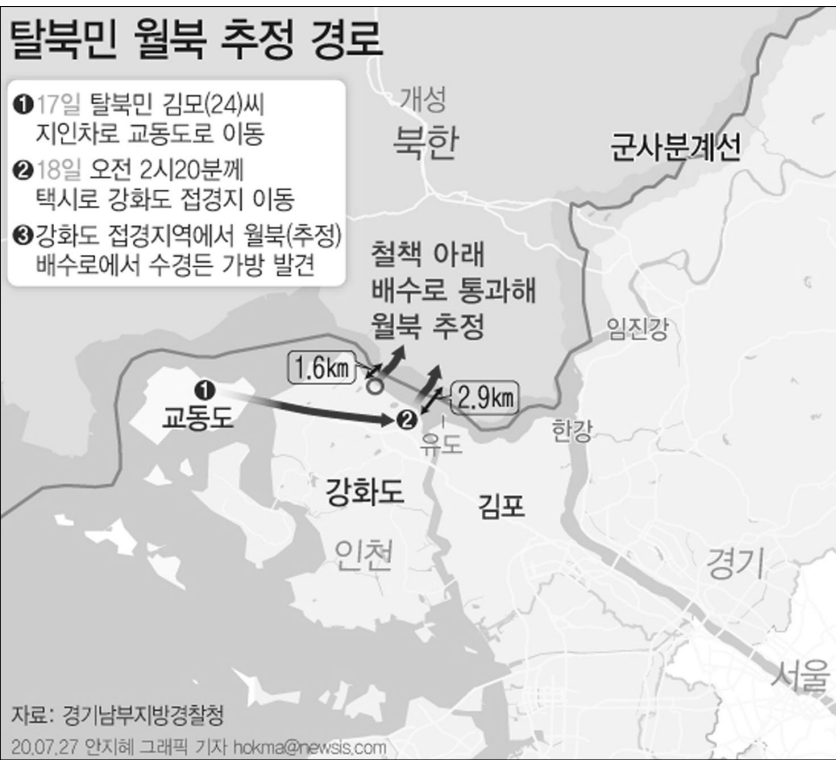 탈북민 월북 추정 경로
❶17일 탈북민 김모(24)씨
지인차로 교동도로 이동
❷18일 오전 2시20분께
택시로 강화도 접경지 이동
❸강화도 접경지역에서 월북(추정)
배수로에서 수경든 가방 발견
개성
북한
군사분계선
철책 아래
배수로 통과해
월북 추정
임진강
1.6km
2.9km
❶
교동도
❷
유도
한강
강화도
김포
인천
경기
서울
자료: 경기남부지방경찰청
20.07.27 안지혜 그래픽 기자 hokma@newsis.com